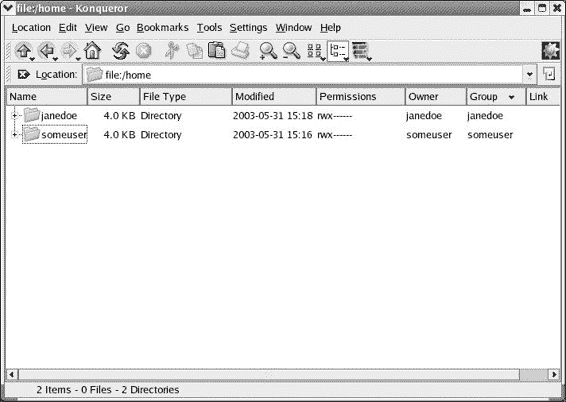 file:/home - Konqueror
Location Edit View Go Bookmarks Tools Settings Window Help
Location: file:/home
Name Size File Type Modified Permissions Owner Group Link
janedoe 4.0 KB Directory 2003-05-31 15:18 rwx------ janedoe janedoe
someuser 4.0 KB Directory 2003-05-31 15:16 rwx------ someuser someuser
2 Items - 0 Files - 2 Directories